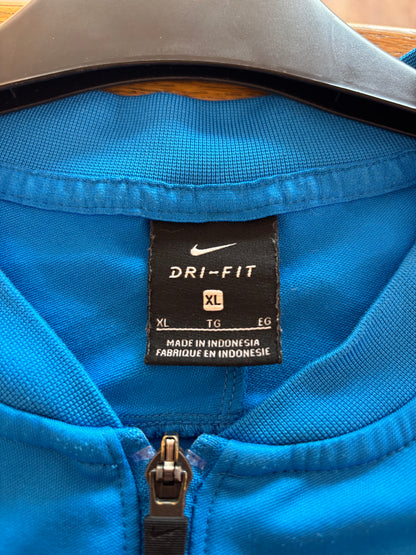 DRI-FIT
XL
XL TG EG
MADE IN INDONESIA
FABRIQUE EN INDONESIE